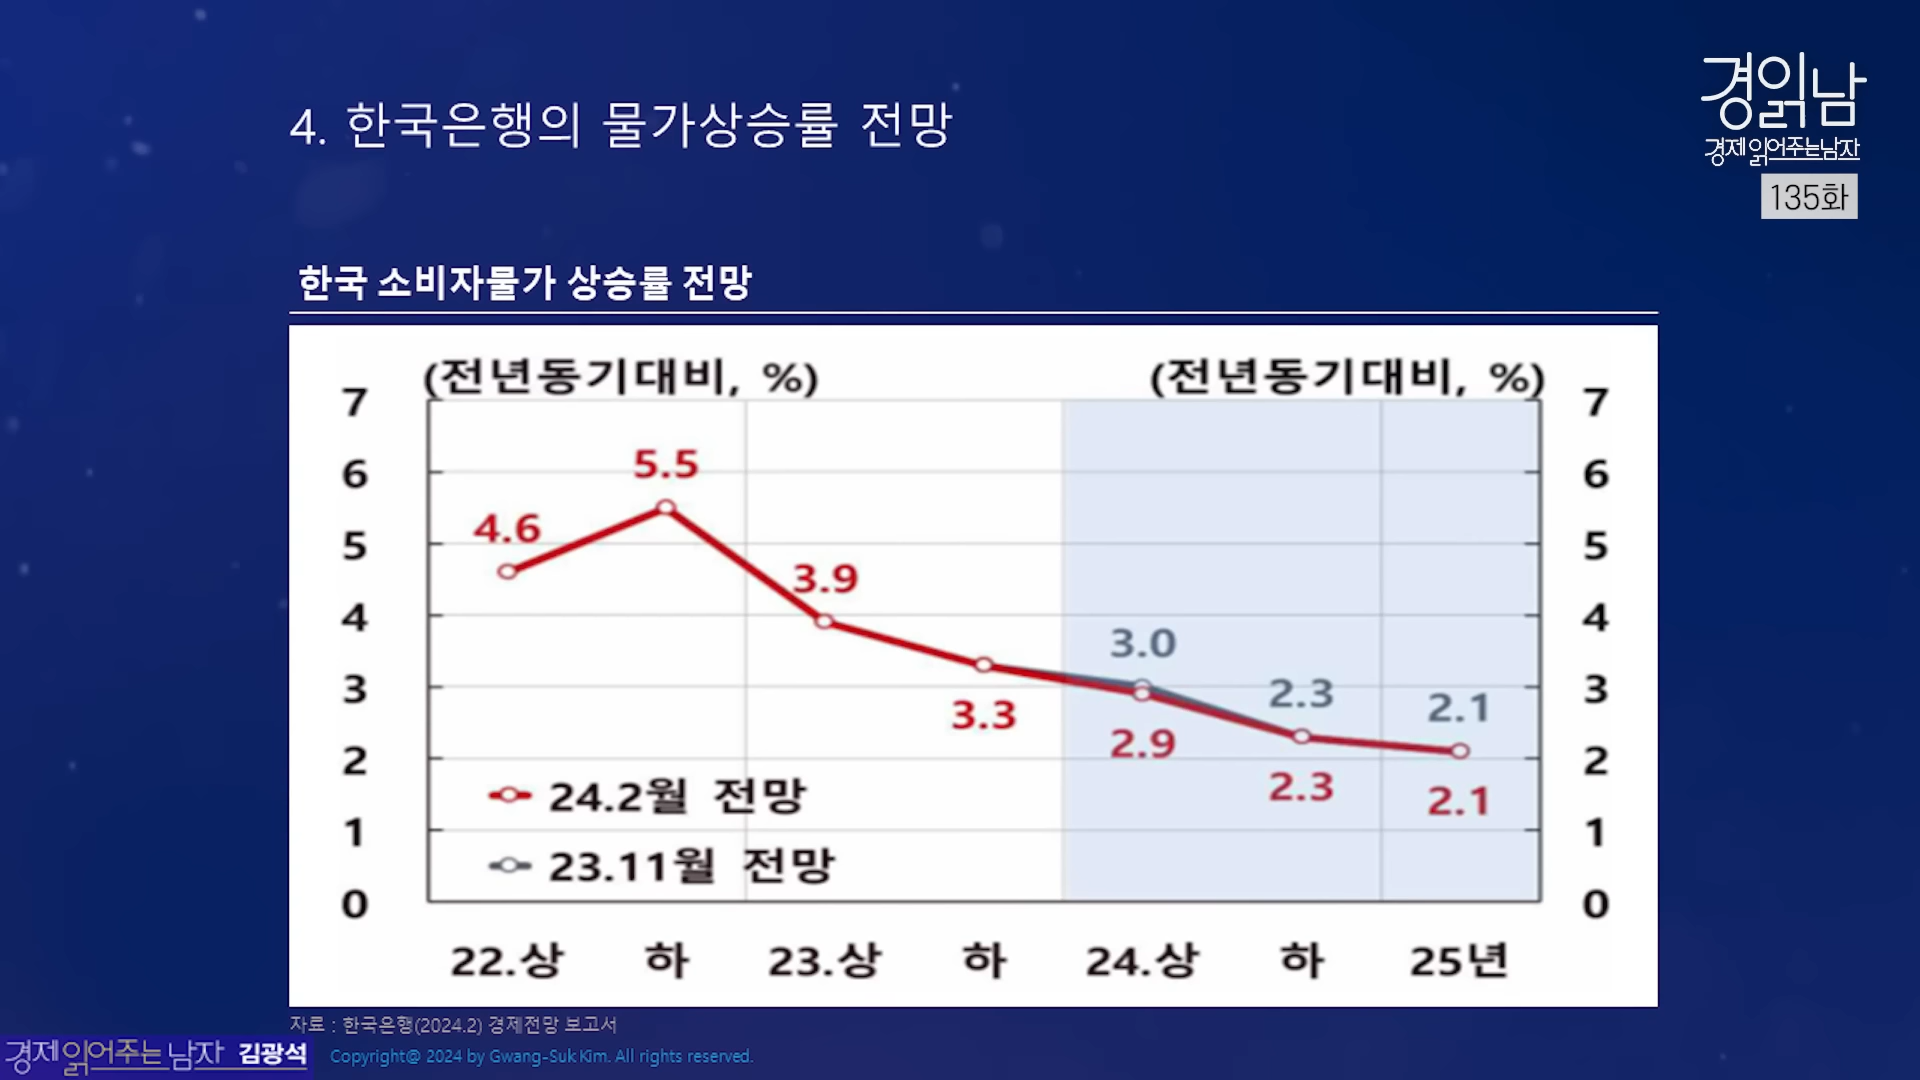 4. 한국은행의 물가상승률 전망
경읽남
경제 읽어주는남자
135화
한국 소비자물가 상승률 전망
(전년동기대비, %)
(전년동기대비, %)
7
7
6
6
5
5
4
4
3
3
2
2
1
1
0
0
4.6
5.5
3.9
3.3
3.0
2.9
2.3
2.3
2.1
2.1
24.2월 전망
23.11월 전망
22.상 하 23.상 하 24.상 하 25년
자료 : 한국은행(2024.2) 경제전망 보고서
경제 읽어주는 남자 김광석
Copyright@ 2024 by Gwang-Suk Kim. All rights reserved.